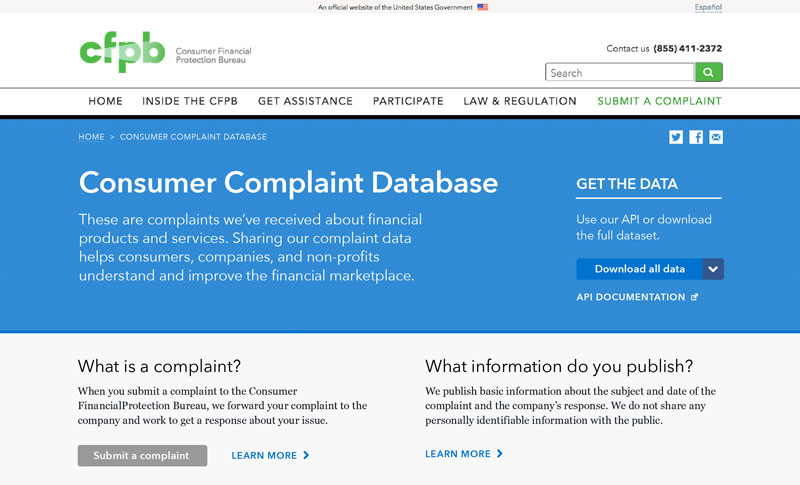 An official website of the United States Government
Español
cfpb
Consumer Financial
Protection Bureau
Contact us (855) 411-2372
Search
HOME INSIDE THE CFPB GET ASSISTANCE PARTICIPATE LAW & REGULATION SUBMIT A COMPLAINT
HOME > CONSUMER COMPLAINT DATABASE
Consumer Complaint Database
These are complaints we've received about financial
products and services. Sharing our complaint data
helps consumers, companies, and non-profits
understand and improve the financial marketplace.
GET THE DATA
Use our API or download
the full dataset.
Download all data
API DOCUMENTATION
What is a complaint?
When you submit a complaint to the Consumer
FinancialProtection Bureau, we forward your complaint to the
company and work to get a response about your issue.
Submit a complaint LEARN MORE
What information do you publish?
We publish basic information about the subject and date of the
complaint and the company's response. We do not share any
personally identifiable information with the public.
LEARN MORE